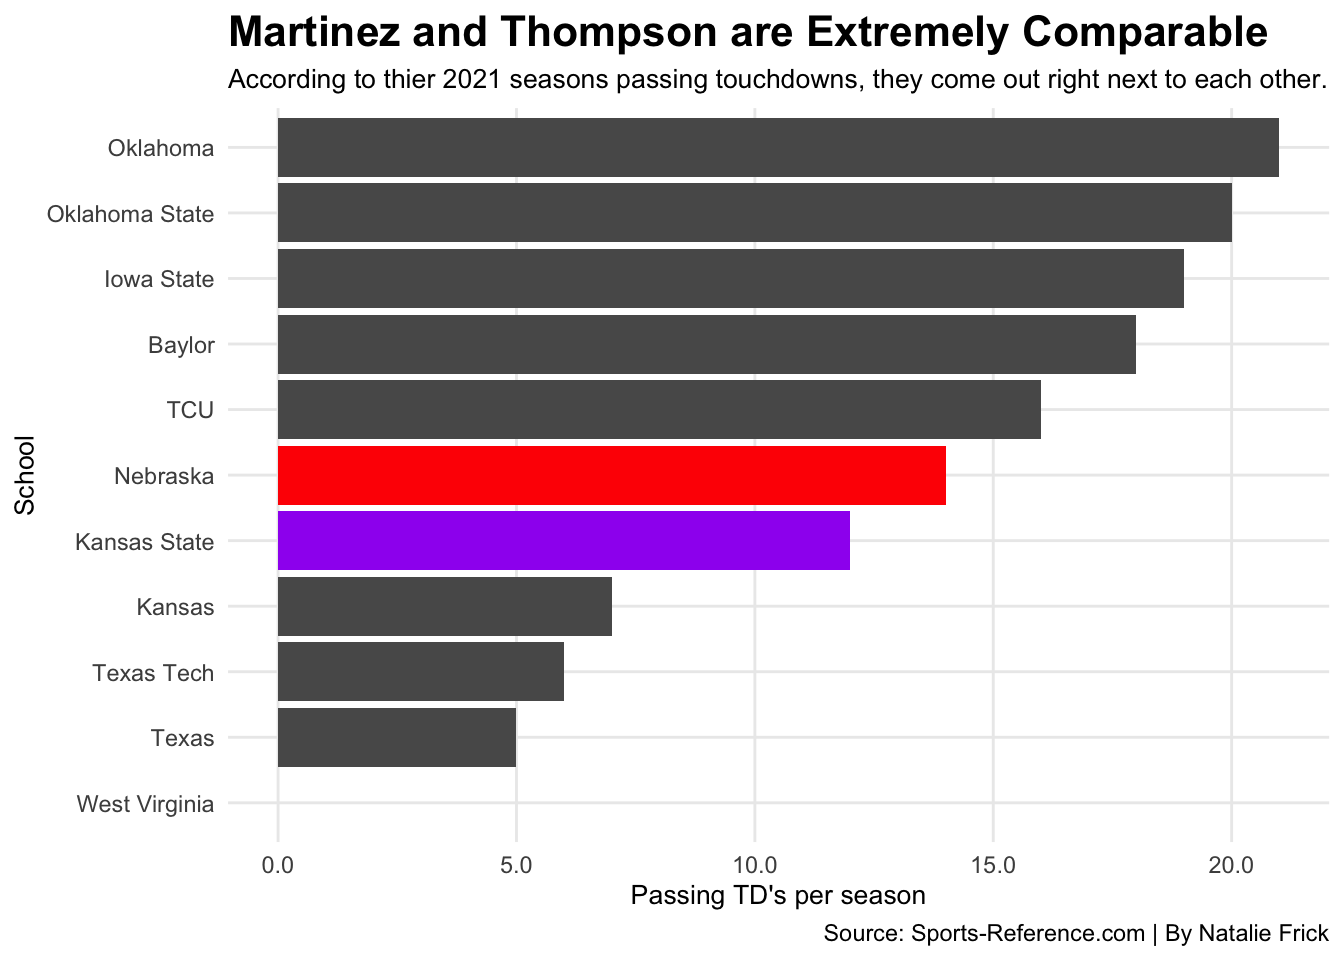 Martinez and Thompson are Extremely Comparable
According to thier 2021 seasons passing touchdowns, they come out right next to each other.
School
Oklahoma
Oklahoma State
Iowa State
Baylor
TCU
Nebraska
Kansas State
Kansas
Texas Tech
Texas
West Virginia
0.0 5.0 10.0 15.0 20.0
Passing TD's per season
Source: Sports-Reference.com | By Natalie Frick